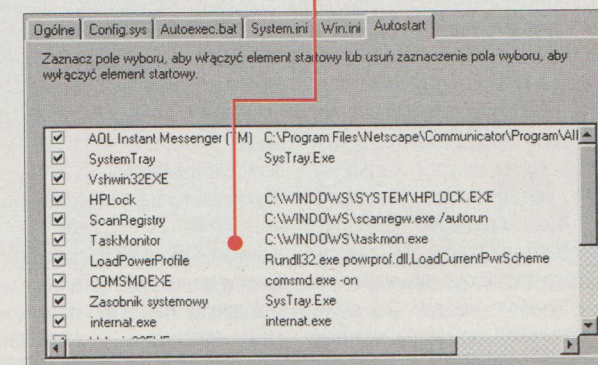 Ogólne Config.sys Autoexec.bat System.ini Win.ini Autostart
Zaznacz pole wyboru, aby włączyć element startowy lub usuń zaznaczenie pola wyboru, aby
wyłączyć element startowy.
AOL Instant Messenger (TM) C:\Program Files\Netscape\Communicator\Program\AI
SystemTray SysTray.Exe
Vshwin32EXE
HPLock C:\WINDOWS\SYSTEM\HPLOCK.EXE
ScanRegistry C:\WINDOWS\scanregw.exe /autorun
TaskMonitor C:\WINDOWS\taskmon.exe
LoadPowerProfile Rundll32.exe powrprof.dll,LoadCurrentPwrScheme
COMSMDEXE comsmd.exe -on
Zasobnik systemowy SysTray.Exe
internat.exe internat.exe